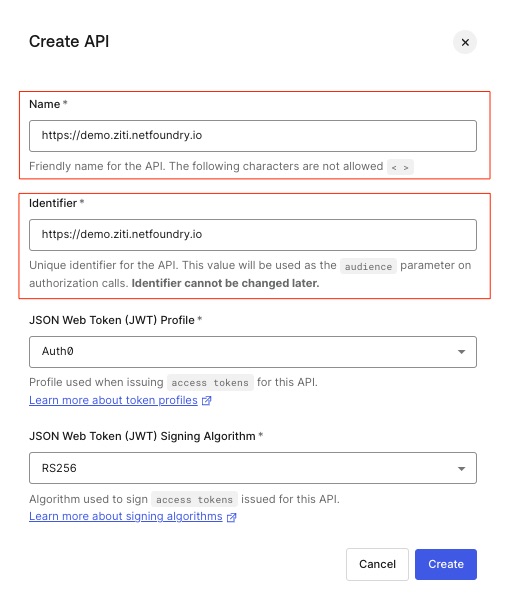 Create API
Name *
https://demo.ziti.netfoundry.io
Friendly name for the API. The following characters are not allowed < >
Identifier *
https://demo.ziti.netfoundry.io
Unique identifier for the API. This value will be used as the audience parameter on
authorization calls. Identifier cannot be changed later.
JSON Web Token (JWT) Profile *
Auth0
Profile used when issuing access tokens for this API.
Learn more about token profiles
JSON Web Token (JWT) Signing Algorithm *
RS256
Algorithm used to sign access tokens issued for this API.
Learn more about signing algorithms
Cancel
Create